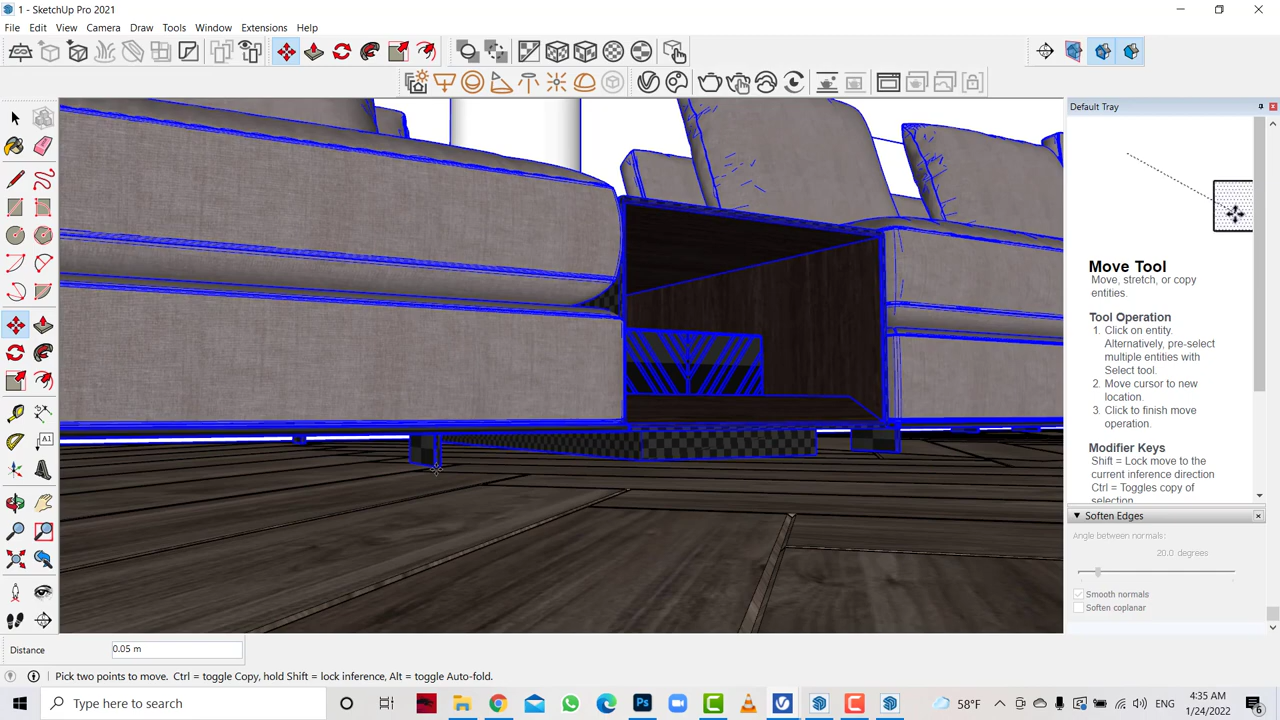 1 - SketchUp Pro 2021
File Edit View Camera Draw Tools Window Extensions Help
Default Tray
Move Tool
Move, stretch, or copy
entities.
Tool Operation
1. Click on entity.
Alternatively, pre-select
multiple entities with
Select tool.
2. Move cursor to new
location.
3. Click to finish move
operation.
Modifier Keys
Shift = Lock move to the
current inference direction
Ctrl = Toggles copy of
selection
Soften Edges
Angle between normals:
20.0 degrees
Smooth normals
Soften coplanar
A1
Distance
0.05 m
Pick two points to move. Ctrl = toggle Copy, hold Shift = lock inference, Alt = toggle Auto-fold.
Type here to search
Ps
58°F
ENG
4:35 AM
1/24/2022
6